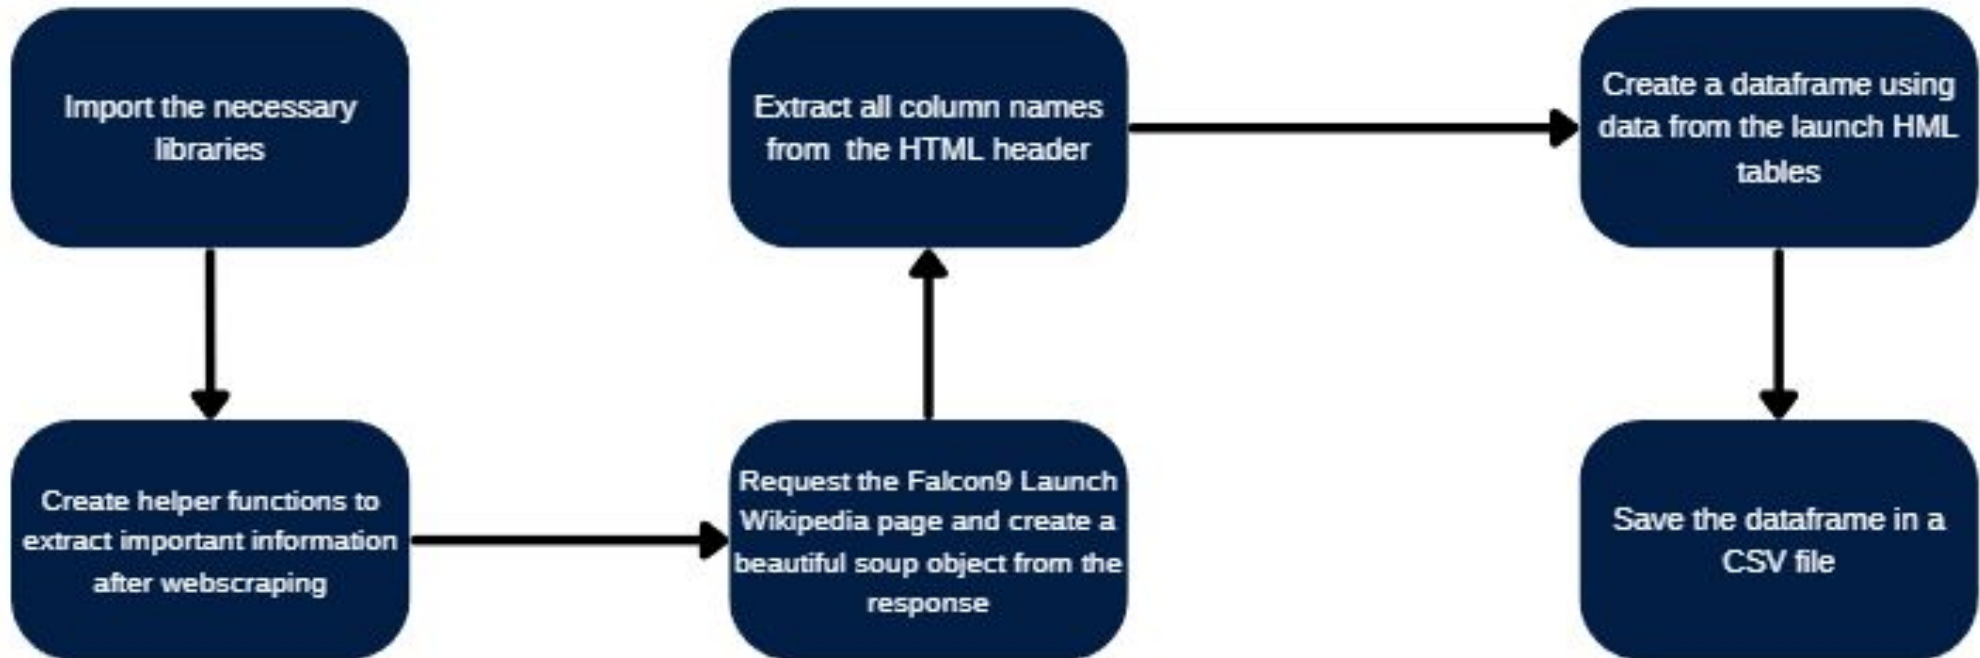 Import the necessary
libraries
Create helper functions to
extract important information
after webscraping
Request the Falcon9 Launch
Wikipedia page and create a
beautiful soup object from the
response
Extract all column names
from  the HTML header
Create a dataframe using
data from the launch HML
tables
Save the dataframe in a
CSV file